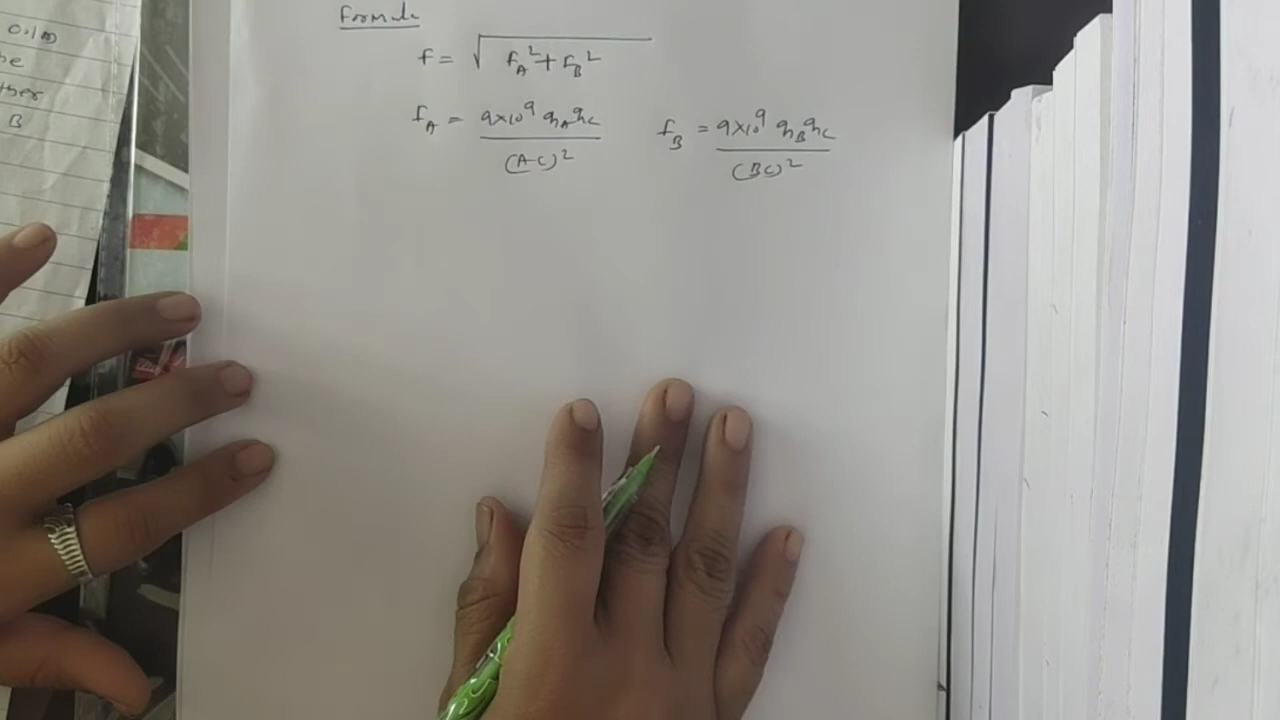 Formula
f = √ f_A² + f_B²
f_A = 9×10⁹ q_A q_C / (AC)²
f_B = 9×10⁹ q_B q_C / (BC)²
B